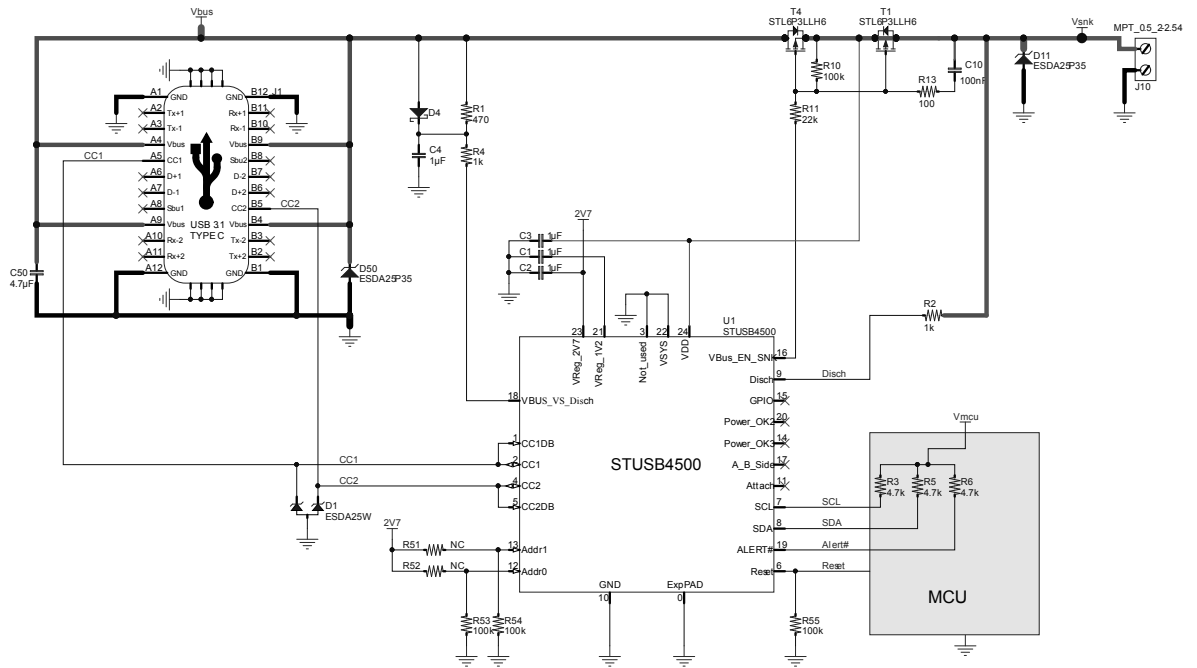 Vbus
T4
STL6P3LLH6
T1
STL6P3LLH6
Vsnk
MPT_0.5_2-2.54
J10
D11
ESDA25P35
C10
100nF
R10
100k
R13
100
R11
22k
D4
R1
470
C4
1µF
R4
1k
J1
A1 GND GND B12
A2 Tx+1 Rx+1 B11
A3 Tx-1 Rx-1 B10
A4 Vbus Vbus B9
CC1 A5 CC1 Sbu2 B8
A6 D+1 D-2 B7
A7 D-1 D+2 B6
A8 Sbu1 CC2 B5 CC2
A9 Vbus Vbus B4
A10 Rx-2 Tx-2 B3
A11 Rx+2 Tx+2 B2
A12 GND GND B1
USB 3.1
TYPE C
C50
4.7µF
D50
ESDA25P35
2V7
C3 1µF
C1 1µF
C2 1µF
R2
1k
U1
STUSB4500
23 21 3 22 24
VReg_2V7
VReg_1V2
Not_used
VSYS
VDD
VBus_EN_SNK 16
Disch 9 Disch
GPIO 15
Power_OK2 20
Power_OK3 14
A_B_Side 17
Attach 11
SCL 7 SCL
SDA 8 SDA
ALERT# 19 Alert#
Reset 6 Reset
18 VBUS_VS_Disch
1 CC1DB
CC1 2 CC1
CC2 4 CC2
5 CC2DB
13 Addr1
12 Addr0
STUSB4500
GND
10
ExpPAD
0
D1
ESDA25W
2V7
R51 NC
R52 NC
R53
100k
R54
100k
R55
100k
Vmcu
R3
4.7k
R5
4.7k
R6
4.7k
MCU